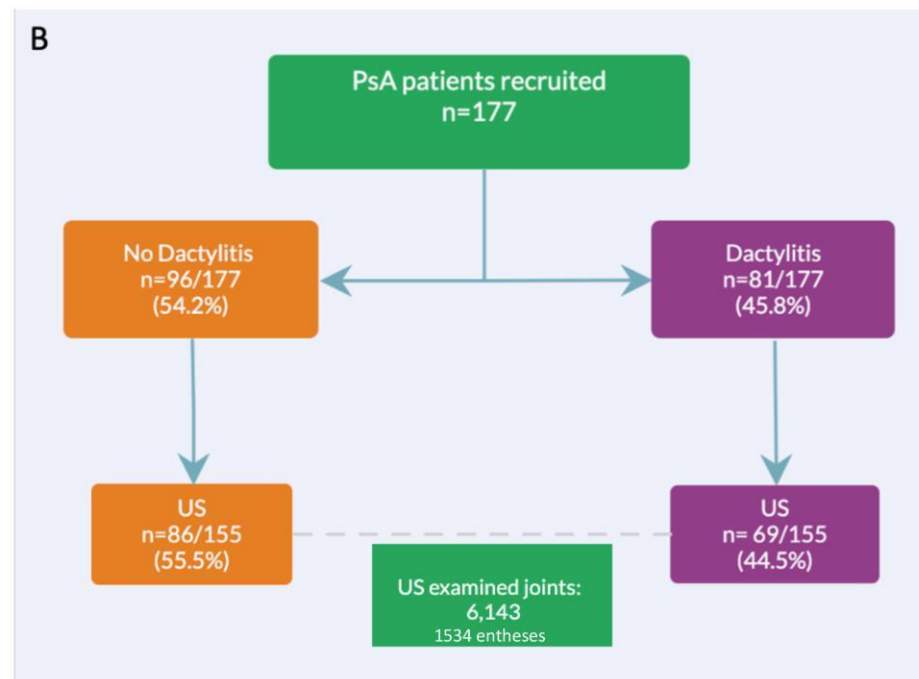 B
PsA patients recruited
n=177
No Dactylitis
n=96/177
(54.2%)
Dactylitis
n=81/177
(45.8%)
US
n=86/155
(55.5%)
US
n= 69/155
(44.5%)
US examined joints:
6,143
1534 entheses